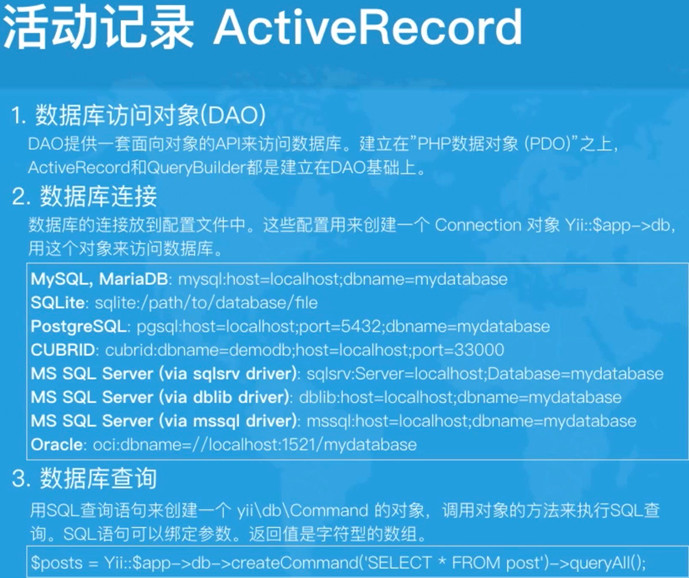 活动记录 ActiveRecord
1. 数据库访问对象(DAO)
DAO提供一套面向对象的API来访问数据库。建立在”PHP数据对象 (PDO)”之上，
ActiveRecord和QueryBuilder都是建立在DAO基础上。
2. 数据库连接
数据库的连接放到配置文件中。这些配置用来创建一个 Connection 对象 Yii::$app->db,
用这个对象来访问数据库。
MySQL, MariaDB: mysql:host=localhost;dbname=mydatabase
SQLite: sqlite:/path/to/database/file
PostgreSQL: pgsql:host=localhost;port=5432;dbname=mydatabase
CUBRID: cubrid:dbname=demodb;host=localhost;port=33000
MS SQL Server (via sqlsrv driver): sqlsrv:Server=localhost;Database=mydatabase
MS SQL Server (via dblib driver): dblib:host=localhost;dbname=mydatabase
MS SQL Server (via mssql driver): mssql:host=localhost;dbname=mydatabase
Oracle: oci:dbname=//localhost:1521/mydatabase
3. 数据库查询
用SQL查询语句来创建一个 yii\db\Command 的对象，调用对象的方法来执行SQL查
询。SQL语句可以绑定参数。返回值是字符型的数组。
$posts = Yii::$app->db->createCommand('SELECT * FROM post')->queryAll();